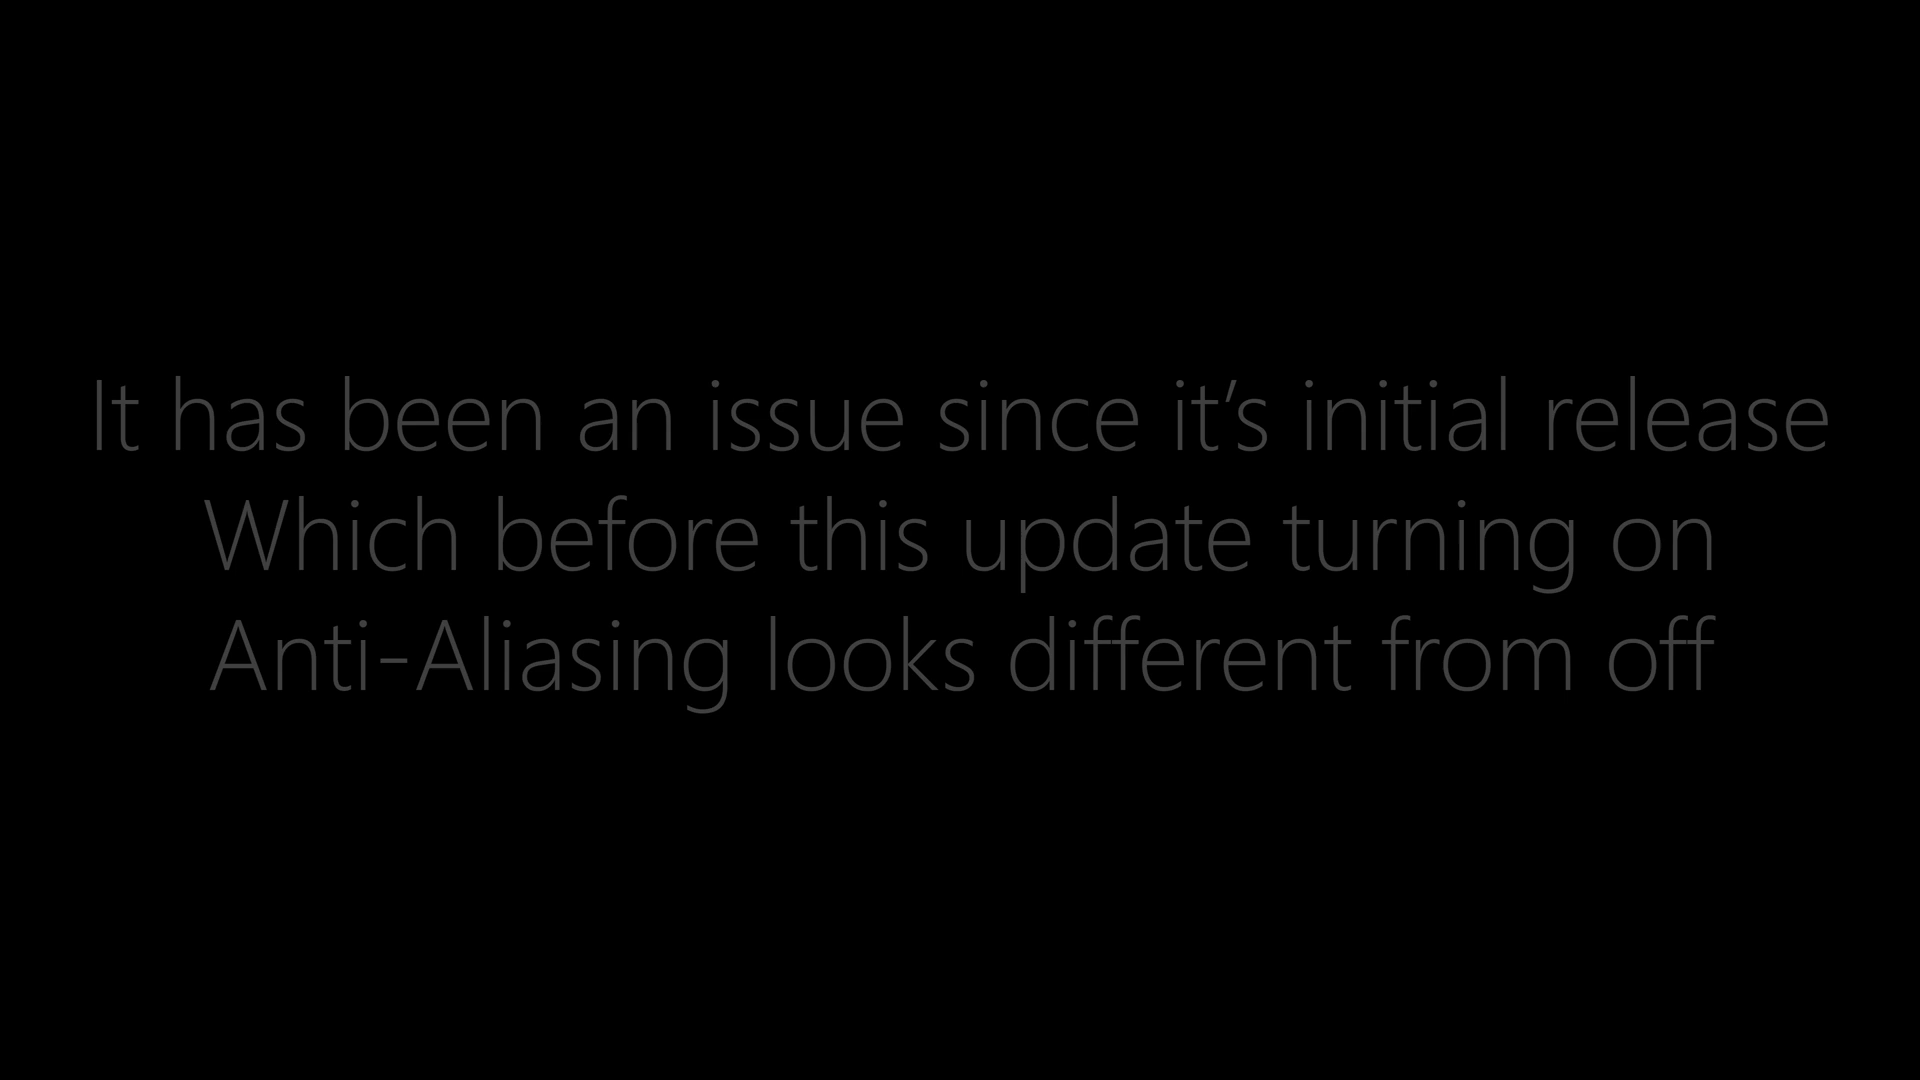 It has been an issue since it’s initial release
Which before this update turning on
Anti-Aliasing looks different from off